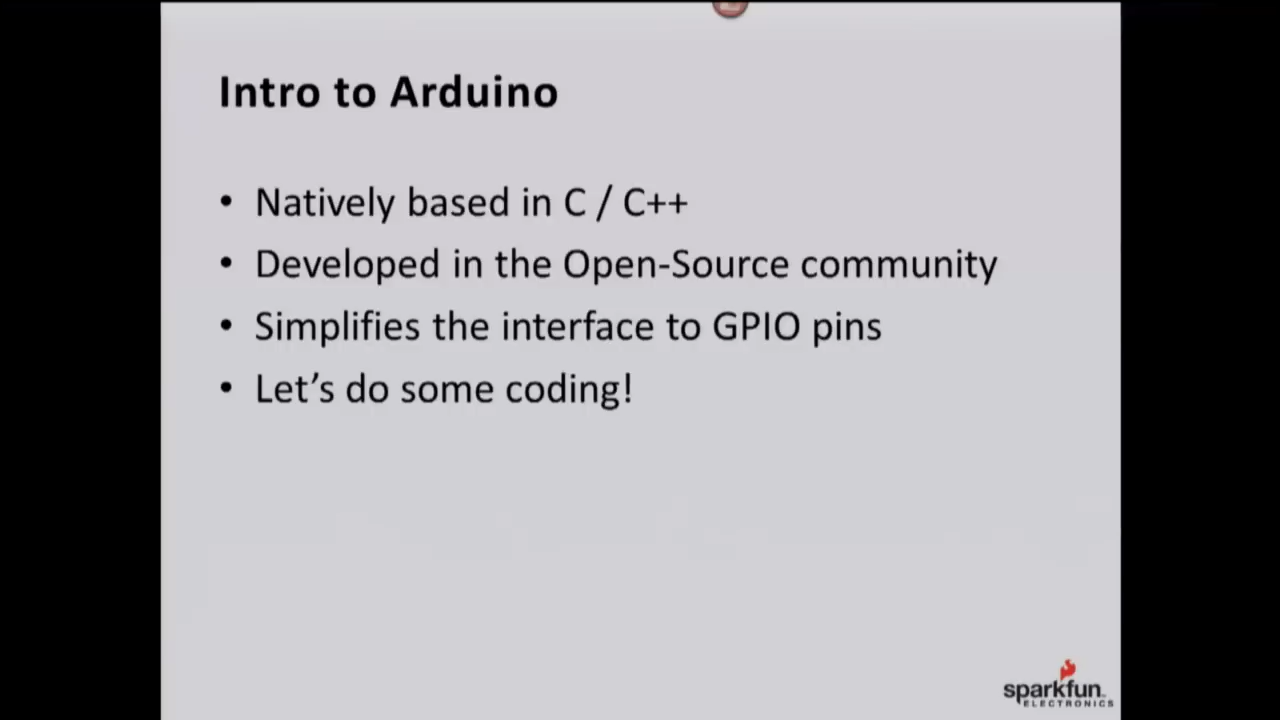 Intro to Arduino
• Natively based in C / C++
• Developed in the Open-Source community
• Simplifies the interface to GPIO pins
• Let’s do some coding!
sparkfun
ELECTRONICS